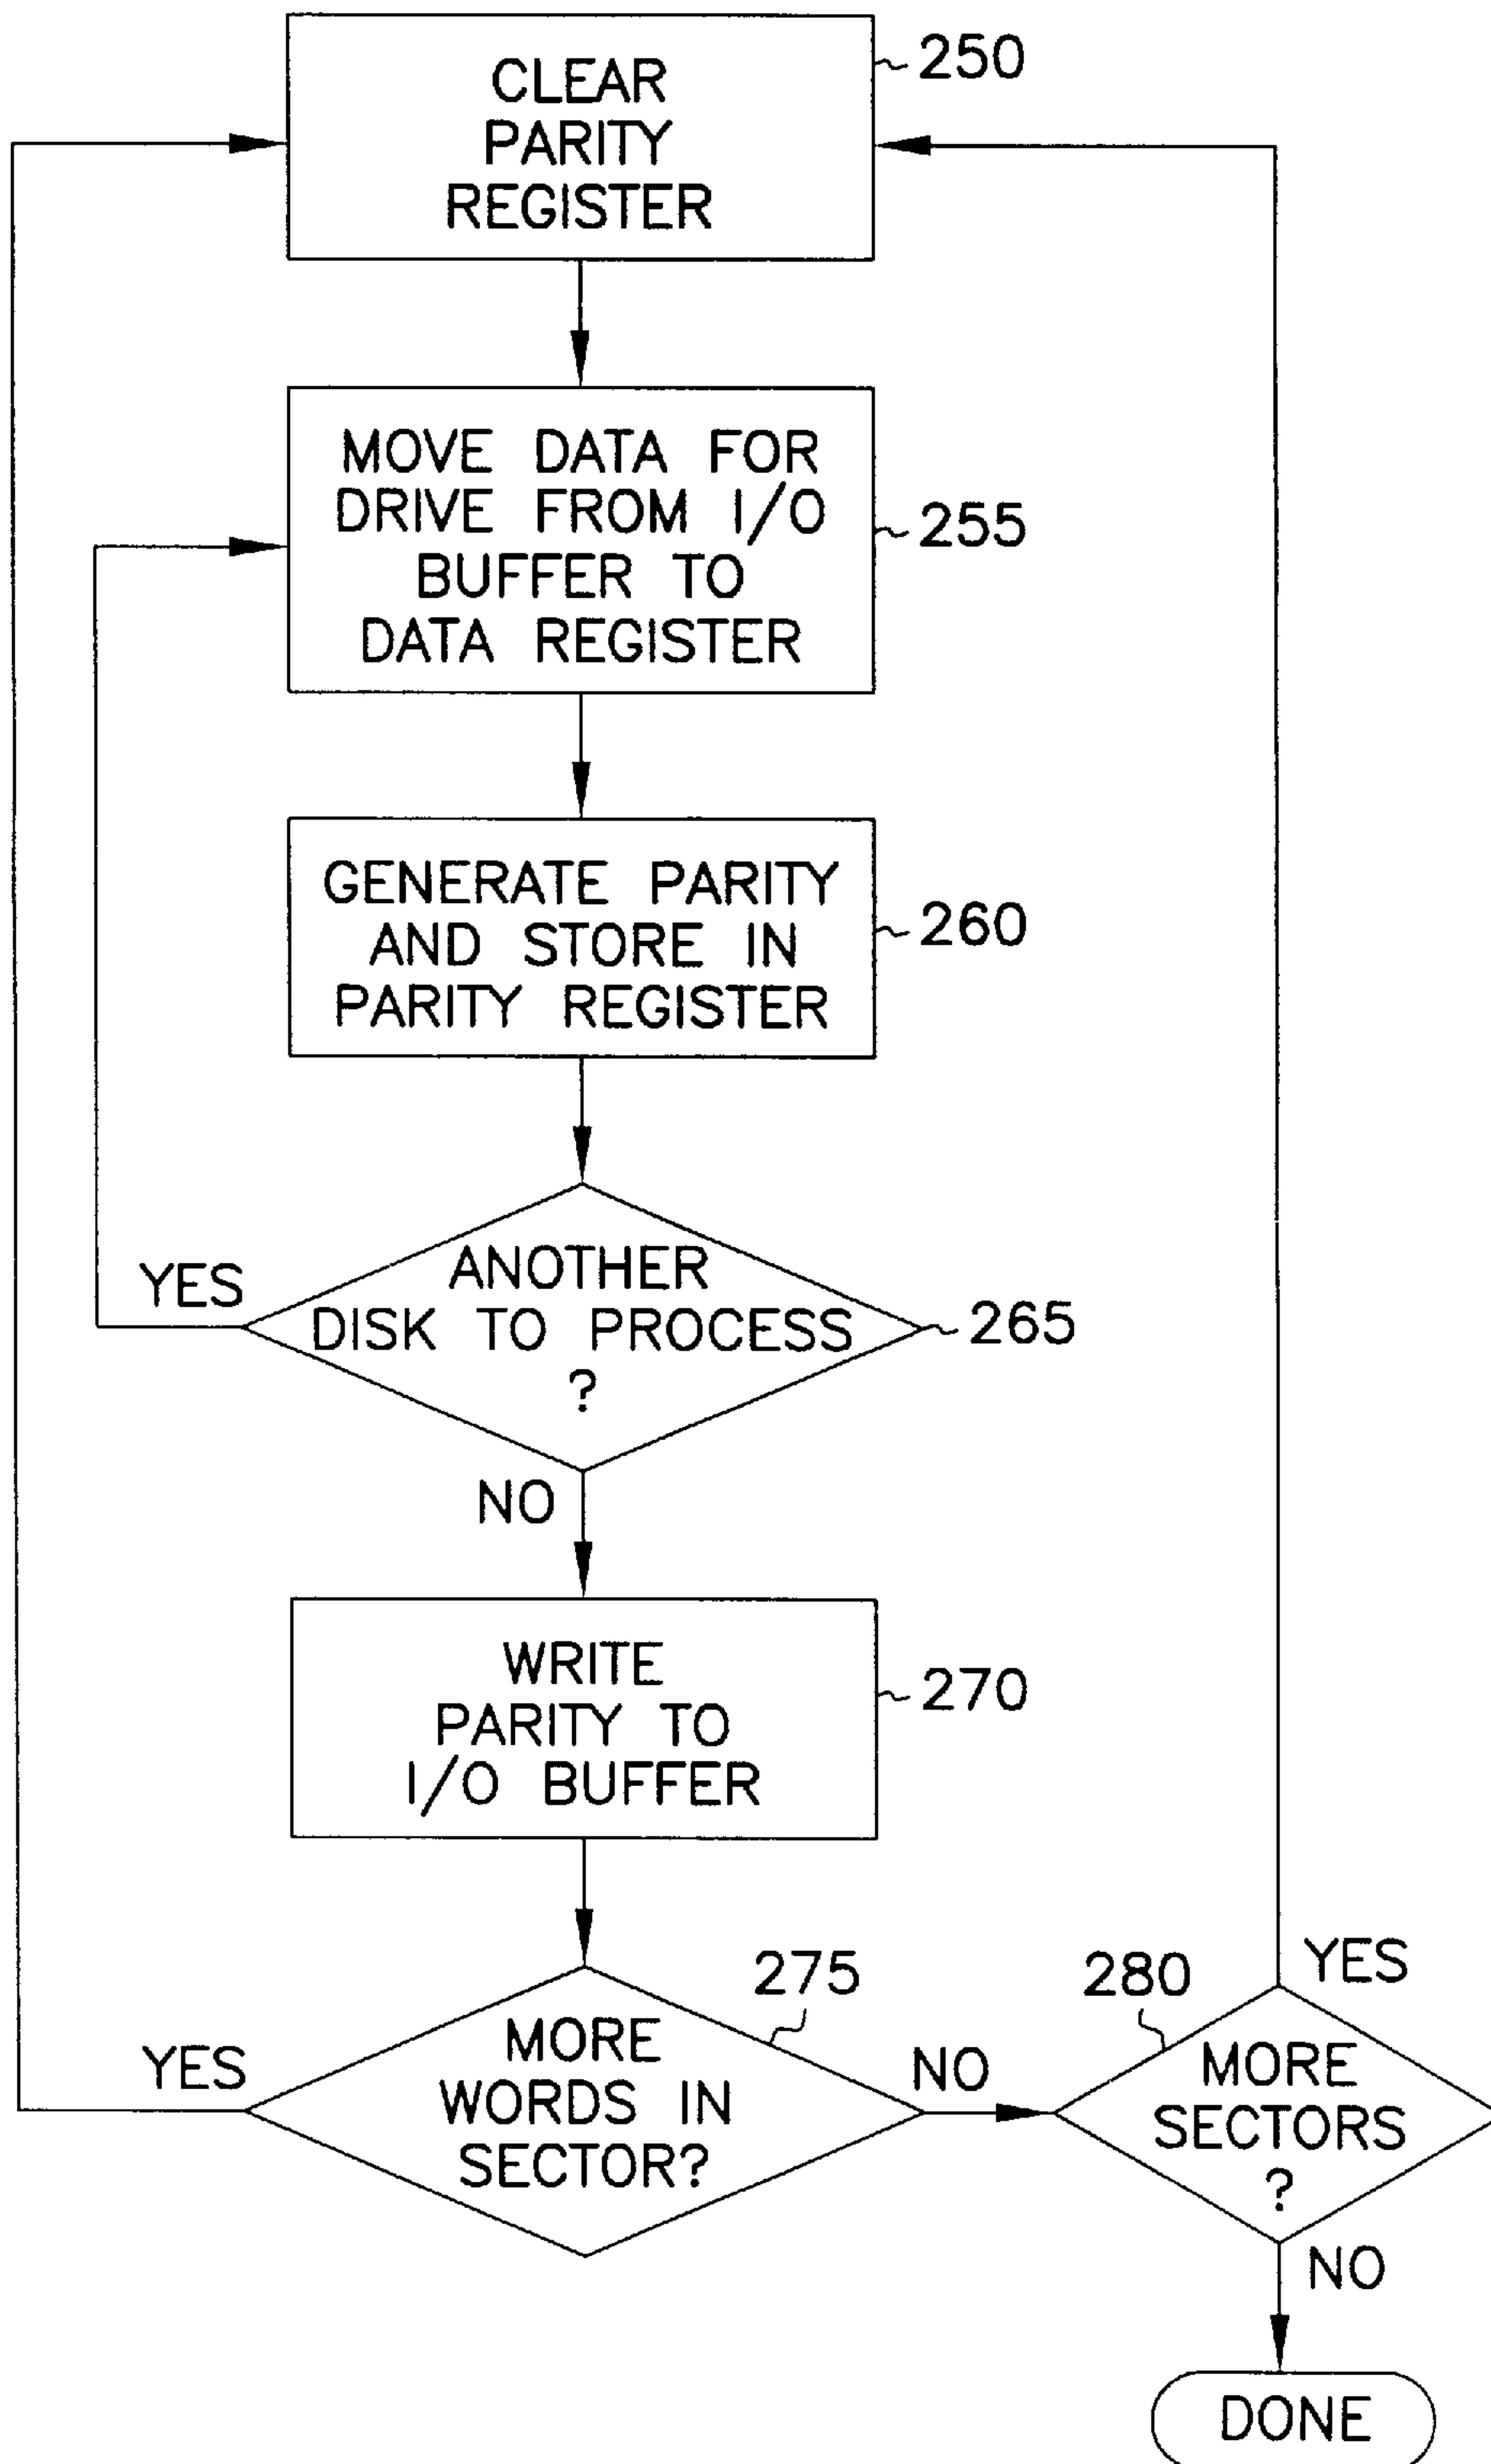 CLEAR
PARITY
REGISTER
250
MOVE DATA FOR
DRIVE FROM I/O
BUFFER TO
DATA REGISTER
255
GENERATE PARITY
AND STORE IN
PARITY REGISTER
260
YES
ANOTHER
DISK TO PROCESS
?
265
NO
WRITE
PARITY TO
I/O BUFFER
270
YES
MORE
WORDS IN
SECTOR?
275
NO
280
YES
MORE
SECTORS
?
NO
DONE